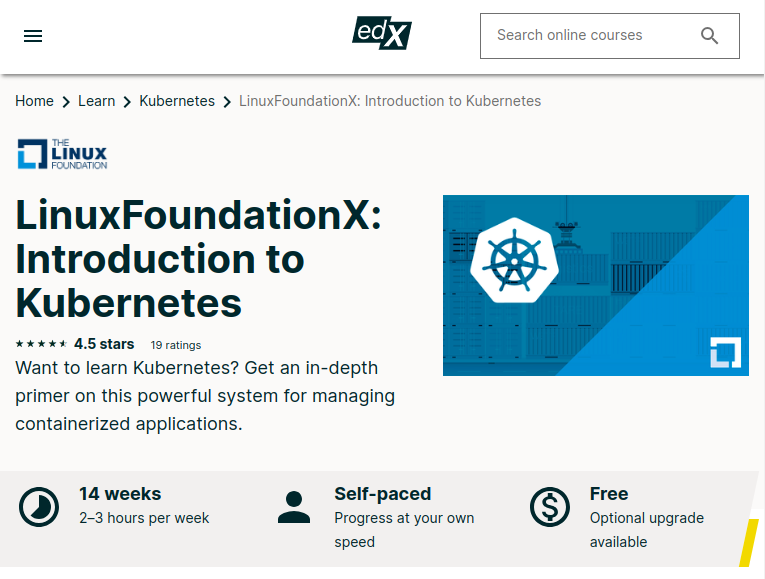 edX
Search online courses
Home Learn Kubernetes LinuxFoundationX: Introduction to Kubernetes
THE
LINUX
FOUNDATION
LinuxFoundationX:
Introduction to
Kubernetes
★★★★⯨ 4.5 stars 19 ratings
Want to learn Kubernetes? Get an in-depth
primer on this powerful system for managing
containerized applications.
14 weeks
2–3 hours per week
Self-paced
Progress at your own
speed
Free
Optional upgrade
available